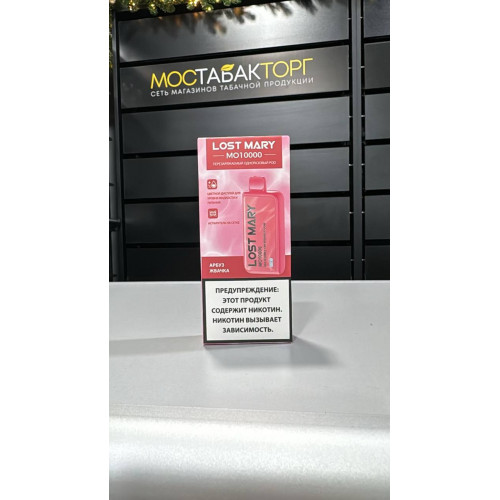 МОСТАБАКТОРГ
СЕТЬ МАГАЗИНОВ ТАБАЧНОЙ ПРОДУКЦИИ
LOST MARY
MO10000
LOST MARY
MO10000
АРБУЗ
ЖВАЧКА
ПРЕДУПРЕЖДЕНИЕ:
ЭТОТ ПРОДУКТ
СОДЕРЖИТ НИКОТИН.
НИКОТИН ВЫЗЫВАЕТ
ЗАВИСИМОСТЬ.